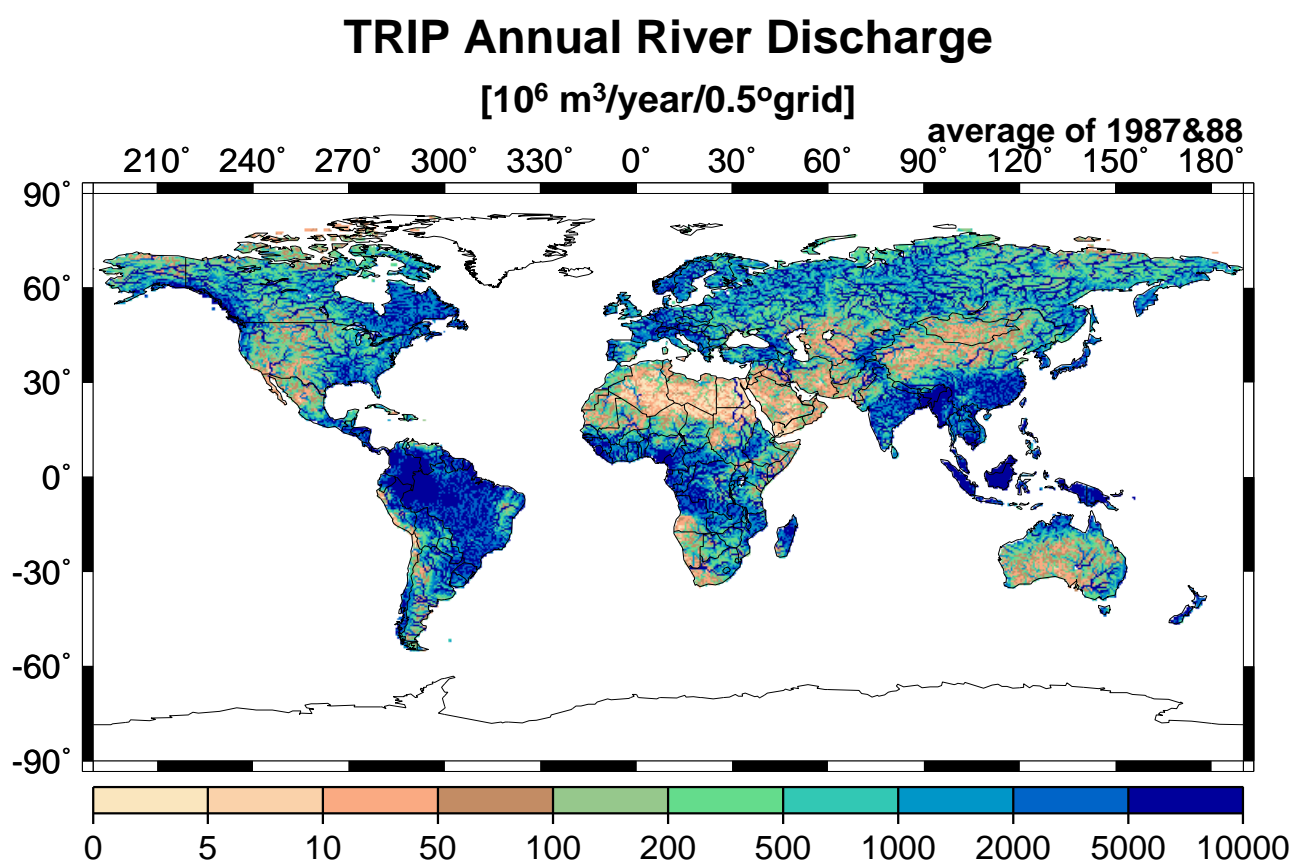 TRIP Annual River Discharge
[10⁶ m³/year/0.5ºgrid]
average of 1987&88
210˚ 240˚ 270˚ 300˚ 330˚ 0˚ 30˚ 60˚ 90˚ 120˚ 150˚ 180˚
90˚
60˚
30˚
0˚
-30˚
-60˚
-90˚
0 5 10 50 100 200 500 1000 2000 5000 10000